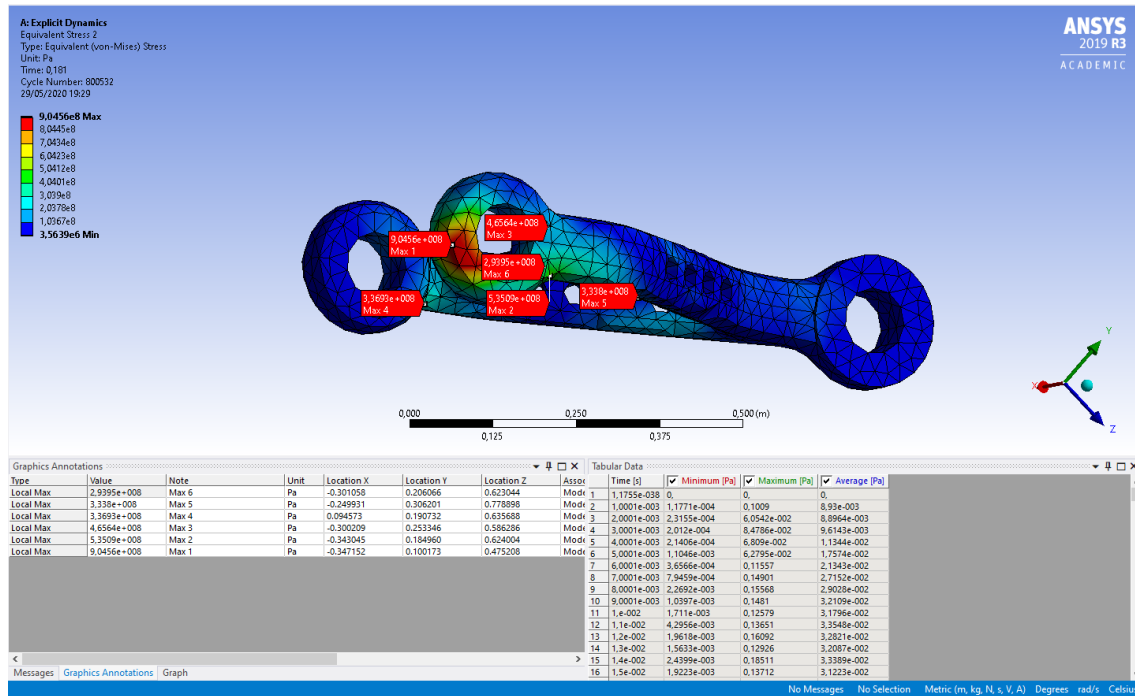 A: Explicit Dynamics
Equivalent Stress 2
Type: Equivalent (von-Mises) Stress
Unit: Pa
Time: 0,181
Cycle Number: 800532
29/05/2020 19:29
9,0456e8 Max
8,0445e8
7,0434e8
6,0423e8
5,0412e8
4,0401e8
3,039e8
2,0378e8
1,0367e8
3,5639e6 Min
ANSYS
2019 R3
ACADEMIC
4,6564e+008
Max 3
9,0456e+008
Max 1
2,9395e+008
Max 6
3,3693e+008
Max 4
5,3509e+008
Max 2
3,338e+008
Max 5
Y
X
Z
0,000 0,250 0,500 (m)
0,125 0,375
Graphics Annotations
Type Value Note Unit Location X Location Y Location Z Assoc
Local Max 2,9395e+008 Max 6 Pa -0.301058 0.206066 0.623044 Mode
Local Max 3,338e+008 Max 5 Pa -0.249931 0.306201 0.778898 Mode
Local Max 3,3693e+008 Max 4 Pa 0.094573 0.190732 0.635688 Mode
Local Max 4,6564e+008 Max 3 Pa -0.300209 0.253346 0.586286 Mode
Local Max 5,3509e+008 Max 2 Pa -0.343045 0.184960 0.624004 Mode
Local Max 9,0456e+008 Max 1 Pa -0.347152 0.100173 0.475208 Mode
Messages Graphics Annotations Graph
Tabular Data
Time [s] Minimum [Pa] Maximum [Pa] Average [Pa]
1 1,1755e-038 0, 0, 0,
2 1,0001e-003 1,1771e-004 0,1009 8,93e-003
3 2,0001e-003 2,3155e-004 6,0542e-002 8,8964e-003
4 3,0001e-003 2,012e-004 8,4786e-002 9,6143e-003
5 4,0001e-003 2,1406e-004 6,809e-002 1,1344e-002
6 5,0001e-003 1,1046e-003 6,2795e-002 1,7574e-002
7 6,0001e-003 3,6566e-004 0,11557 2,1343e-002
8 7,0001e-003 7,9459e-004 0,14901 2,7152e-002
9 8,0001e-003 2,2692e-003 0,15568 2,9028e-002
10 9,0001e-003 1,0397e-003 0,1481 3,2109e-002
11 1,e-002 1,711e-003 0,12579 3,1796e-002
12 1,1e-002 4,2956e-003 0,13651 3,3548e-002
13 1,2e-002 1,9618e-003 0,16092 3,2821e-002
14 1,3e-002 1,5633e-003 0,12926 3,2087e-002
15 1,4e-002 2,4399e-003 0,18511 3,3389e-002
16 1,5e-002 1,9223e-003 0,13712 3,1223e-002
No Messages No Selection Metric (m, kg, N, s, V, A) Degrees rad/s Celsiu